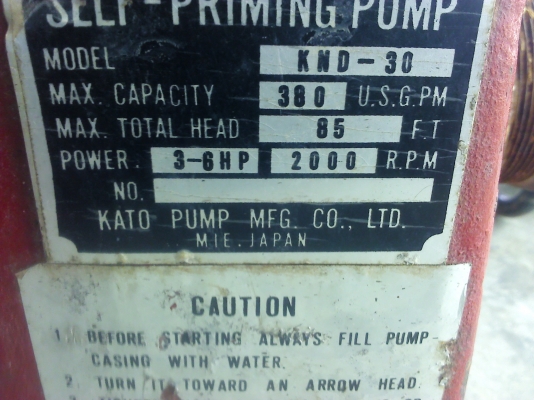 SELF-PRIMING PUMP
MODEL KND-30
MAX. CAPACITY 380 U.S.G.PM
MAX. TOTAL HEAD 85 F.T
POWER. 3-6HP 2000 R.P.M
NO.
KATO PUMP MFG. CO., LTD.
MIE. JAPAN
CAUTION
1. BEFORE STARTING ALWAYS FILL PUMP
CASING WITH WATER.
2. TURN IT TOWARD AN ARROW HEAD.